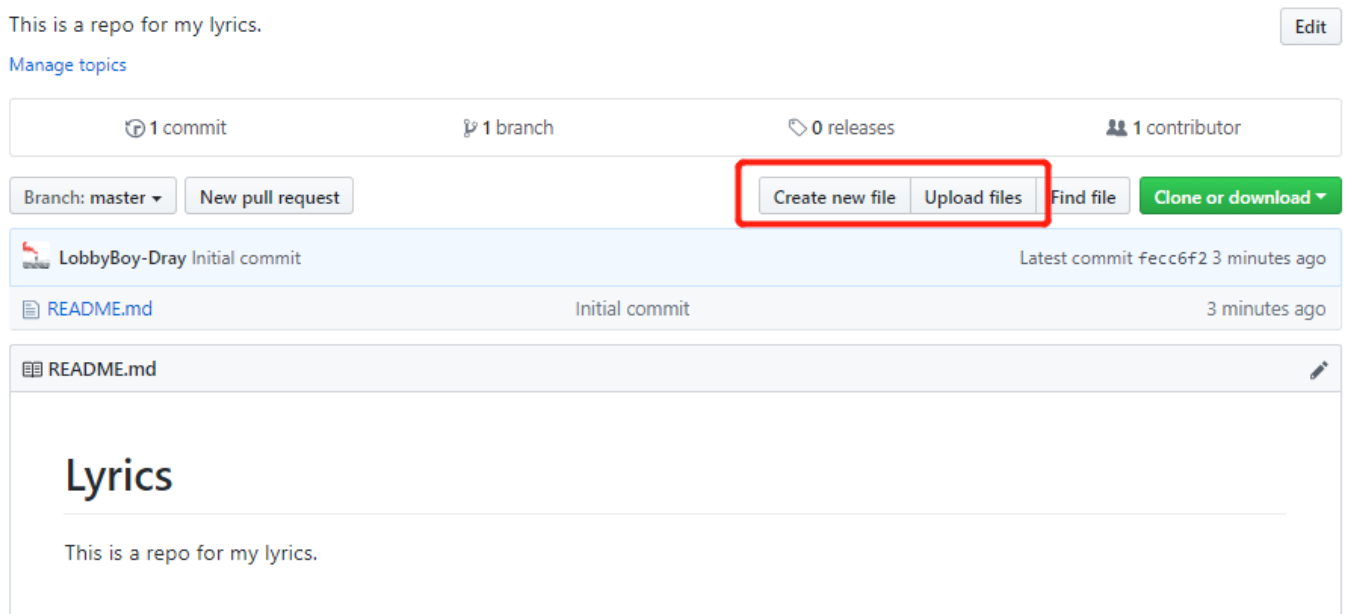 This is a repo for my lyrics. Edit
Manage topics
1 commit 1 branch 0 releases 1 contributor
Branch: master New pull request Create new file Upload files Find file Clone or download
LobbyBoy-Dray Initial commit Latest commit fecc6f2 3 minutes ago
README.md Initial commit 3 minutes ago
README.md
Lyrics
This is a repo for my lyrics.